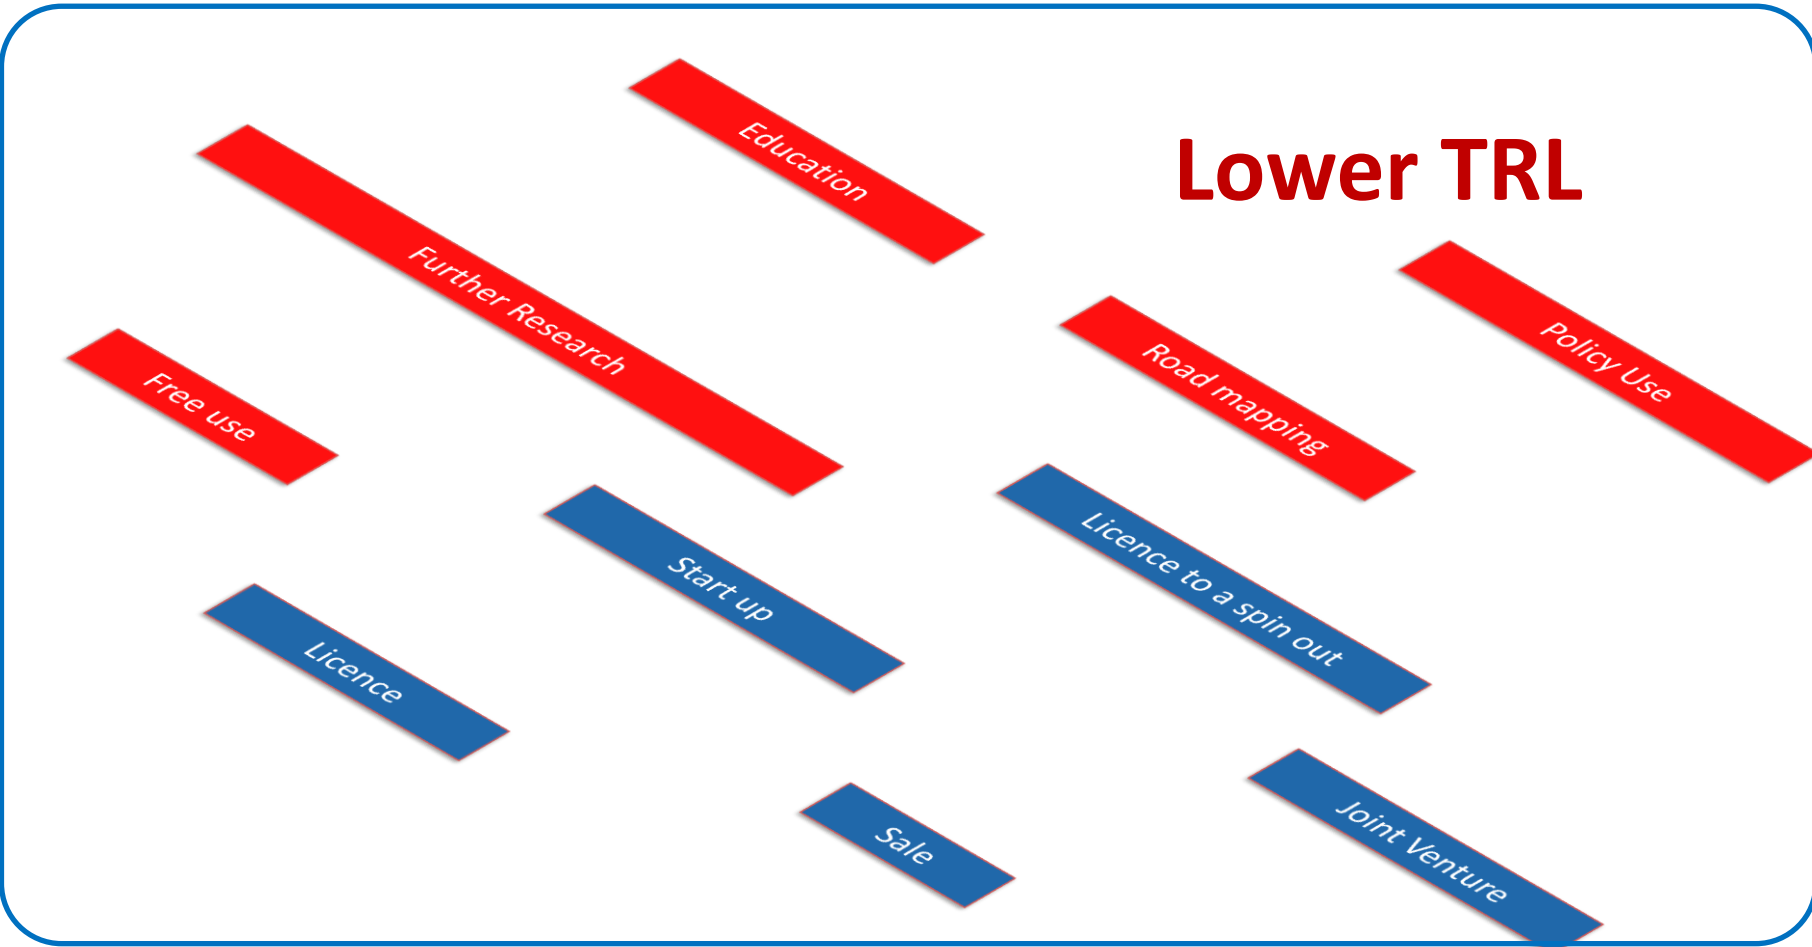 Education
Lower TRL
Further Research
Policy Use
Road mapping
Free use
Start up
Licence to a spin out
Licence
Sale
Joint Venture